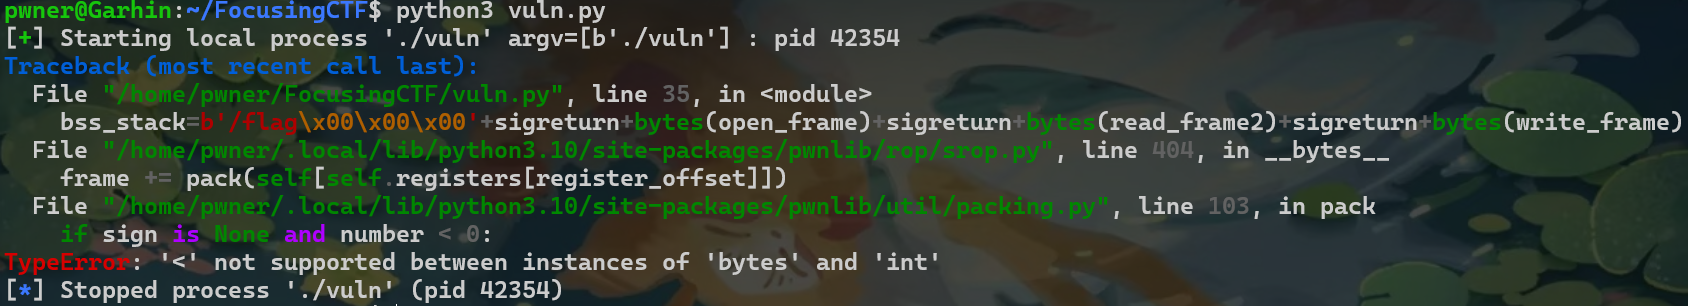 pwner@Garhin:~/FocusingCTF$ python3 vuln.py
[+] Starting local process './vuln' argv=[b'./vuln'] : pid 42354
Traceback (most recent call last):
  File "/home/pwner/FocusingCTF/vuln.py", line 35, in <module>
    bss_stack=b'/flag\x00\x00\x00'+sigreturn+bytes(open_frame)+sigreturn+bytes(read_frame2)+sigreturn+bytes(write_frame)
  File "/home/pwner/.local/lib/python3.10/site-packages/pwnlib/rop/srop.py", line 404, in __bytes__
    frame += pack(self[self.registers[register_offset]])
  File "/home/pwner/.local/lib/python3.10/site-packages/pwnlib/util/packing.py", line 103, in pack
    if sign is None and number < 0:
TypeError: '<' not supported between instances of 'bytes' and 'int'
[*] Stopped process './vuln' (pid 42354)